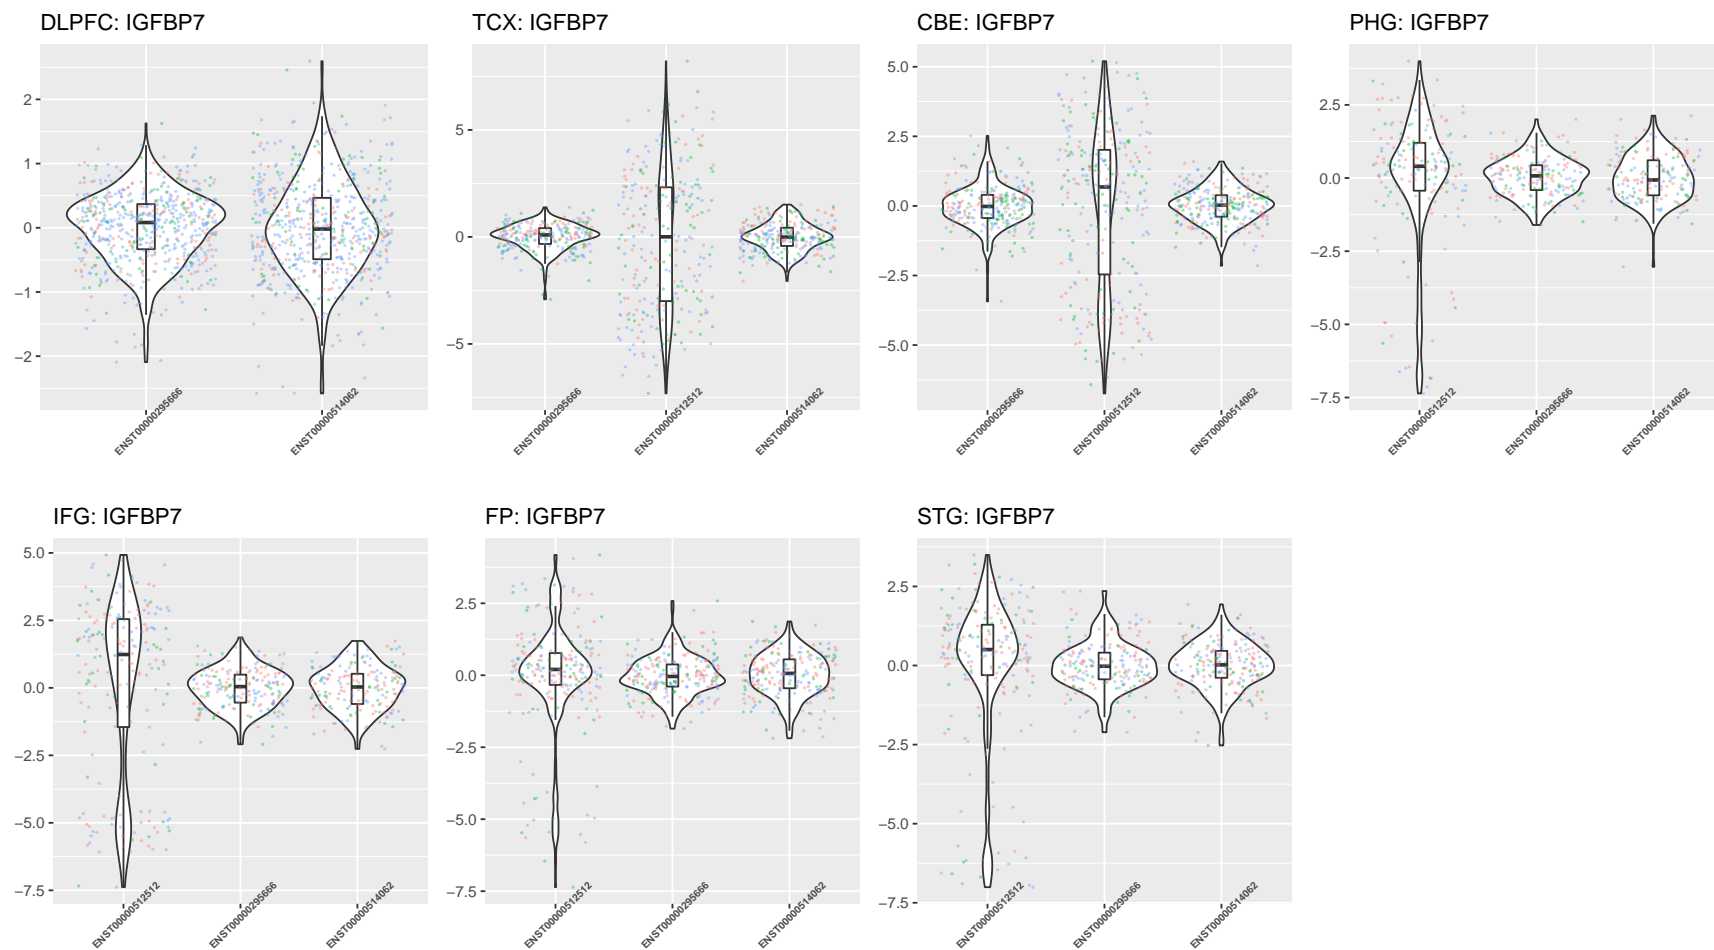 DLPFC: IGFBP7
2
1
0
−1
−2
ENST00000295666
ENST00000514062
TCX: IGFBP7
5
0
−5
ENST00000295666
ENST00000512512
ENST00000514062
CBE: IGFBP7
5.0
2.5
0.0
−2.5
−5.0
ENST00000295666
ENST00000512512
ENST00000514062
PHG: IGFBP7
2.5
0.0
−2.5
−5.0
−7.5
ENST00000512512
ENST00000295666
ENST00000514062
IFG: IGFBP7
5.0
2.5
0.0
−2.5
−5.0
−7.5
ENST00000512512
ENST00000295666
ENST00000514062
FP: IGFBP7
2.5
0.0
−2.5
−5.0
−7.5
ENST00000512512
ENST00000295666
ENST00000514062
STG: IGFBP7
2.5
0.0
−2.5
−5.0
−7.5
ENST00000512512
ENST00000295666
ENST00000514062